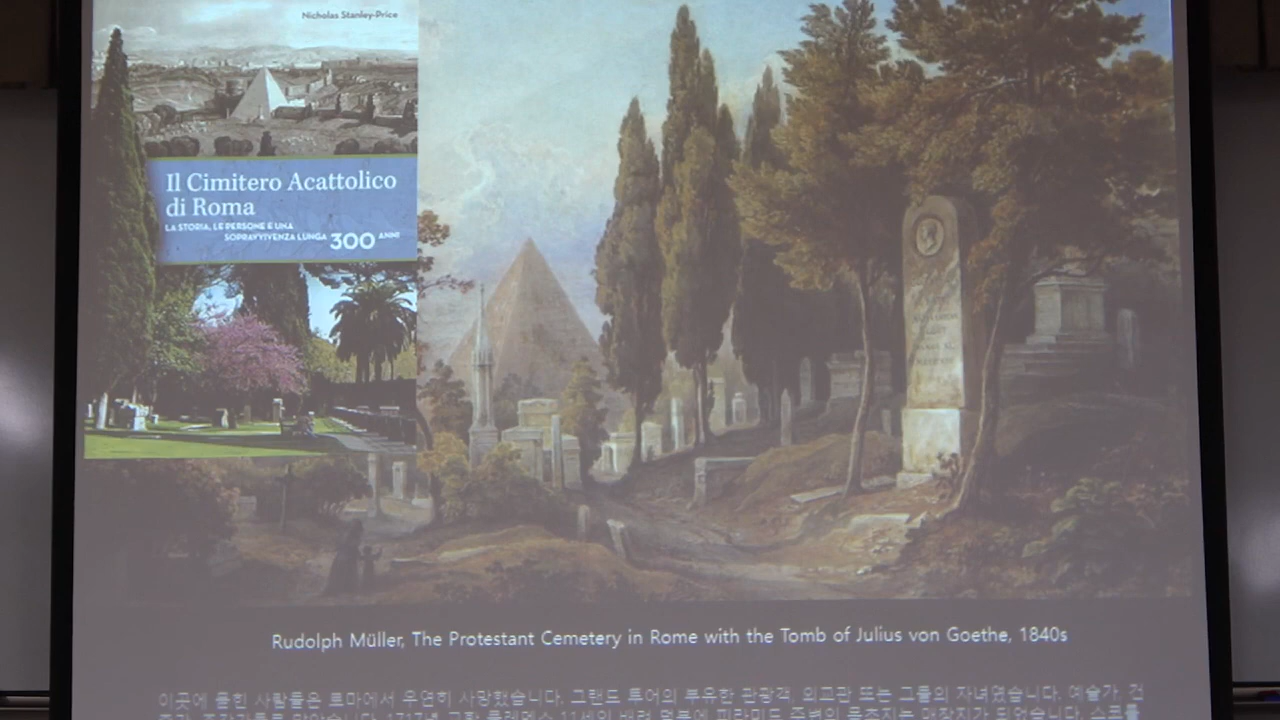 Nicholas Stanley-Price
Il Cimitero Acattolico
di Roma
LA STORIA, LE PERSONE E UNA
SOPRAVVIVENZA LUNGA 300 ANNI
Rudolph Müller, The Protestant Cemetery in Rome with the Tomb of Julius von Goethe, 1840s
이곳에 묻힌 사람들은 로마에서 우연히 사망했습니다. 그랜드 투어의 부유한 관광객, 외교관 또는 그들의 자녀였습니다. 예술가, 건